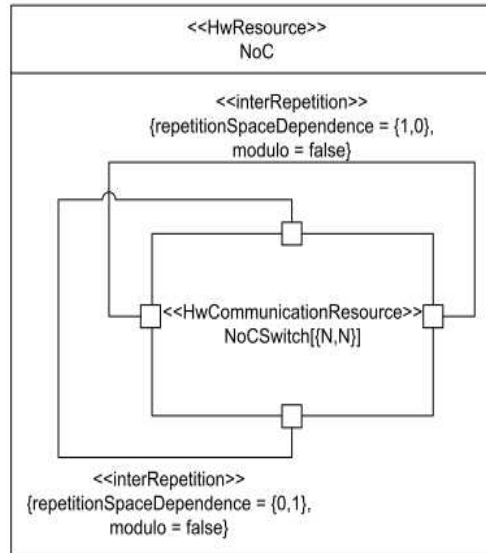 <<HwResource>>
NoC
<<interRepetition>>
{repetitionSpaceDependence = {1,0},
modulo = false}
<<HwCommunicationResource>>
NoCSwitch[{N,N}]
<<interRepetition>>
{repetitionSpaceDependence = {0,1},
modulo = false}